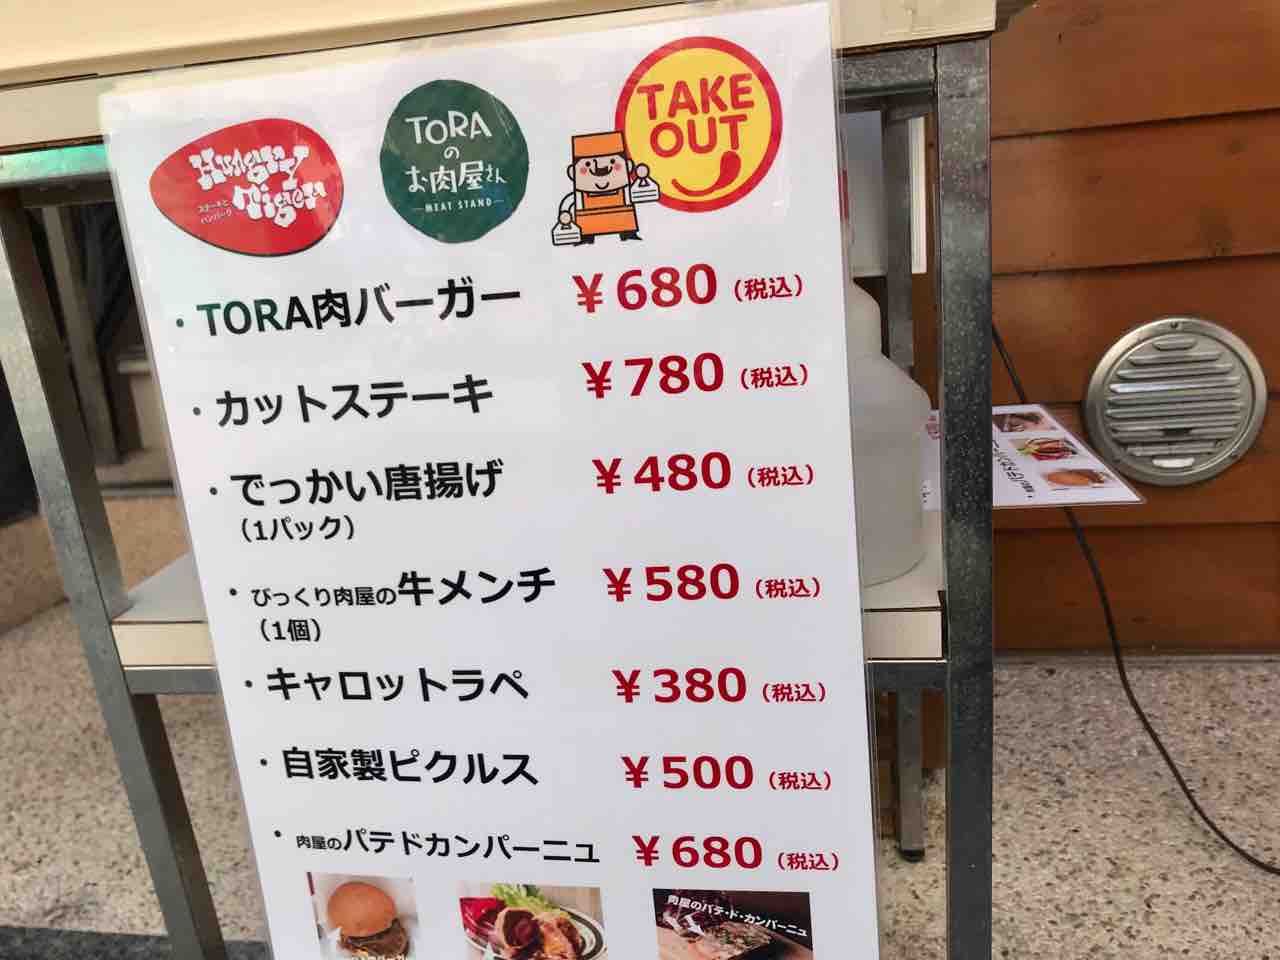 Hungry Tiger
ステーキと
ハンバーグ
TORA
の
お肉屋さん
MEAT STAND
TAKE
OUT
・TORA肉バーガー ￥680（税込）
・カットステーキ ￥780（税込）
・でっかい唐揚げ ￥480（税込）
（1パック）
・びっくり肉屋の牛メンチ ￥580（税込）
（1個）
・キャロットラペ ￥380（税込）
・自家製ピクルス ￥500（税込）
・肉屋のパテドカンパーニュ ￥680（税込）
肉屋のパテ・ド・カンパーニュ